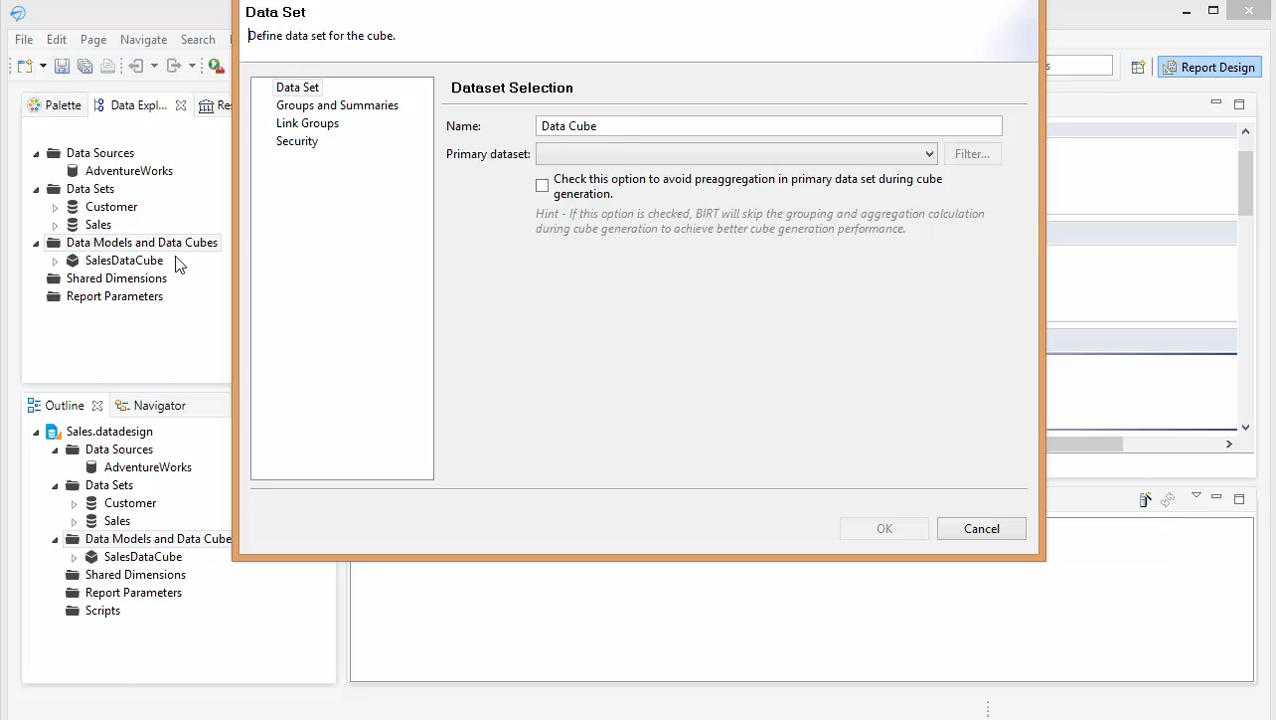 Data Set
Define data set for the cube.
File Edit Page Navigate Search
Report Design
Palette Data Expl...
Data Sources
AdventureWorks
Data Sets
Customer
Sales
Data Models and Data Cubes
SalesDataCube
Shared Dimensions
Report Parameters
Data Set
Groups and Summaries
Link Groups
Security
Dataset Selection
Name: Data Cube
Primary dataset: Filter...
Check this option to avoid preaggregation in primary data set during cube
generation.
Hint - If this option is checked, BIRT will skip the grouping and aggregation calculation
during cube generation to achieve better cube generation performance.
OK Cancel
Outline Navigator
Sales.datadesign
Data Sources
AdventureWorks
Data Sets
Customer
Sales
Data Models and Data Cube
SalesDataCube
Shared Dimensions
Report Parameters
Scripts